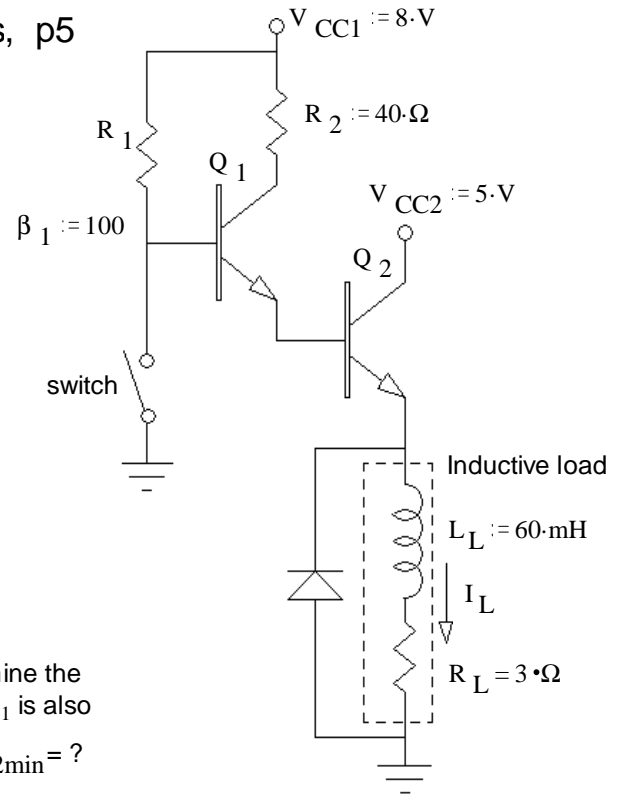 s, p5
V CC1 := 8·V
R 1
R 2 := 40·Ω
Q 1
β 1 := 100
V CC2 := 5·V
Q 2
switch
Inductive load
L L := 60·mH
I L
R L = 3 •Ω
ine the
1 is also
2min = ?